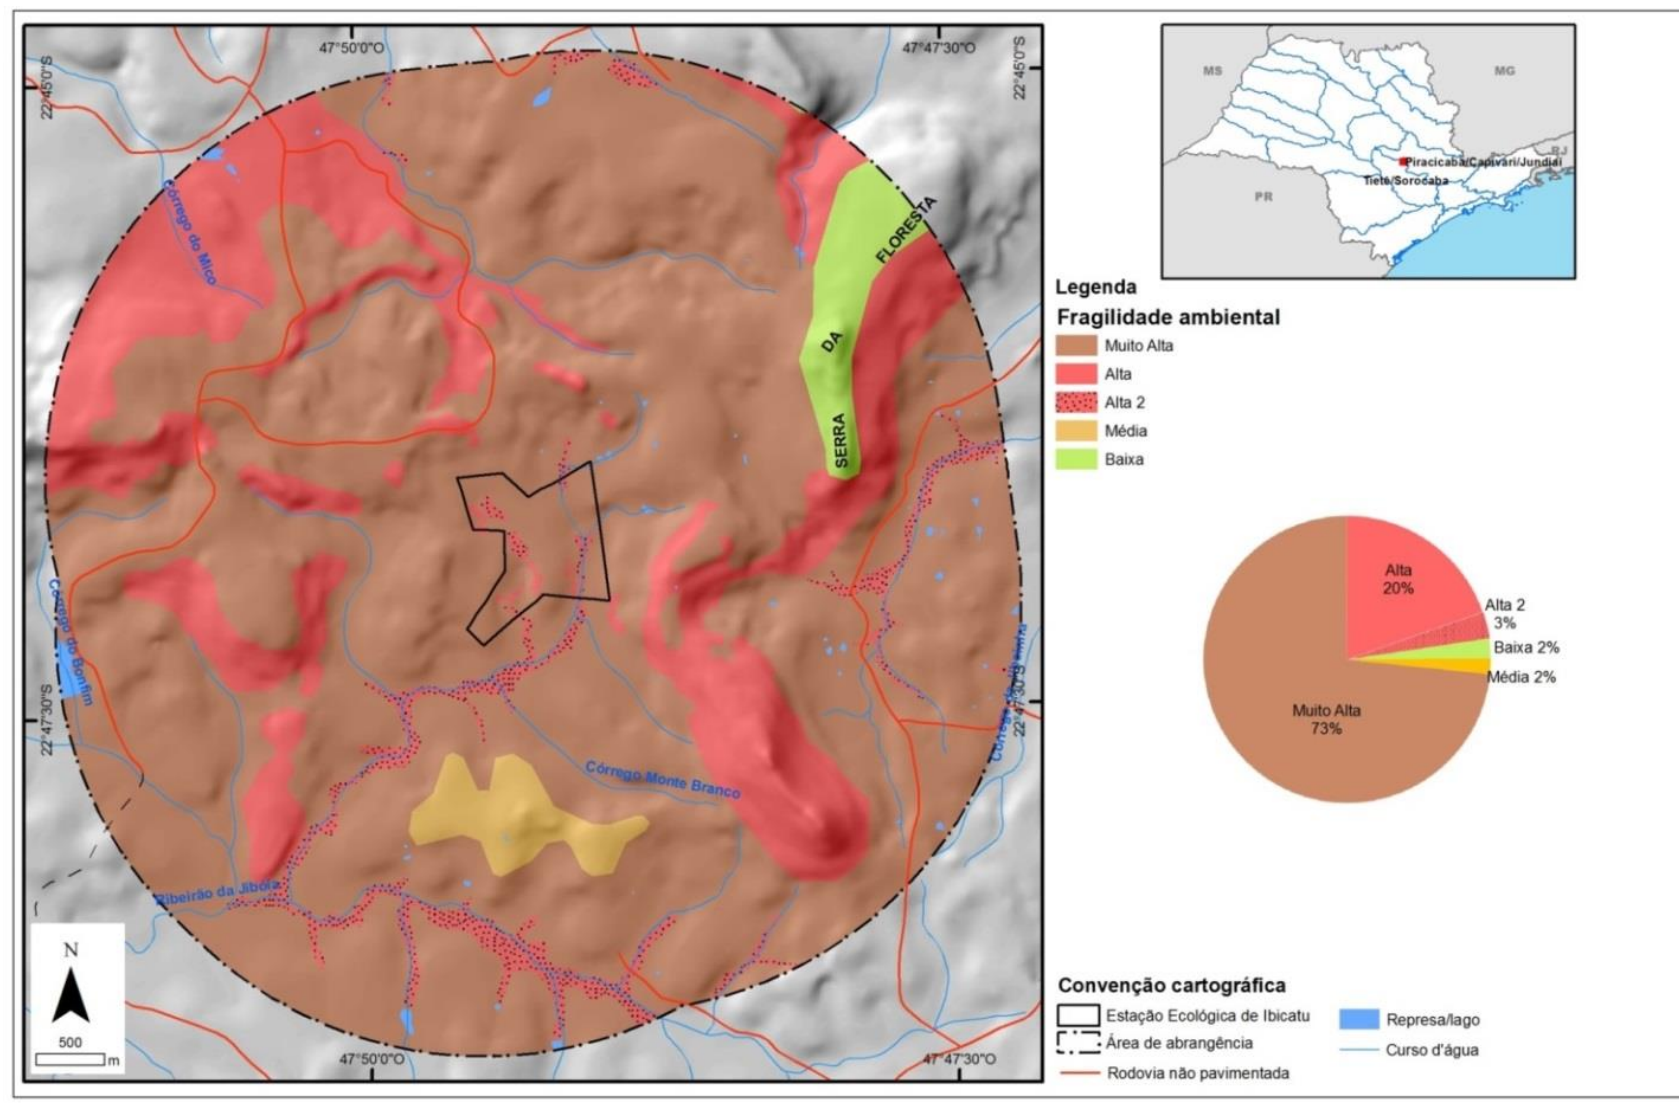 47°50'0"O
47°47'30"O
22°45'0"S
22°45'0"S
Córrego do Mico
FLORESTA
DA
SERRA
Córrego do Bonfim
22°47'30"S
22°47'30"S
Córrego Monte Branco
Ribeirão da Jibóia
N
500
m
47°50'0"O
47°47'30"O
MS
MG
RJ
Piracicaba/Capivari/Jundiaí
Tietê/Sorocaba
PR
Legenda
Fragilidade ambiental
Muito Alta
Alta
Alta 2
Média
Baixa
Alta
20%
Alta 2
3%
Baixa 2%
Média 2%
Muito Alta
73%
Convenção cartográfica
Estação Ecológica de Ibicatu
Área de abrangência
Rodovia não pavimentada
Represa/lago
Curso d'água